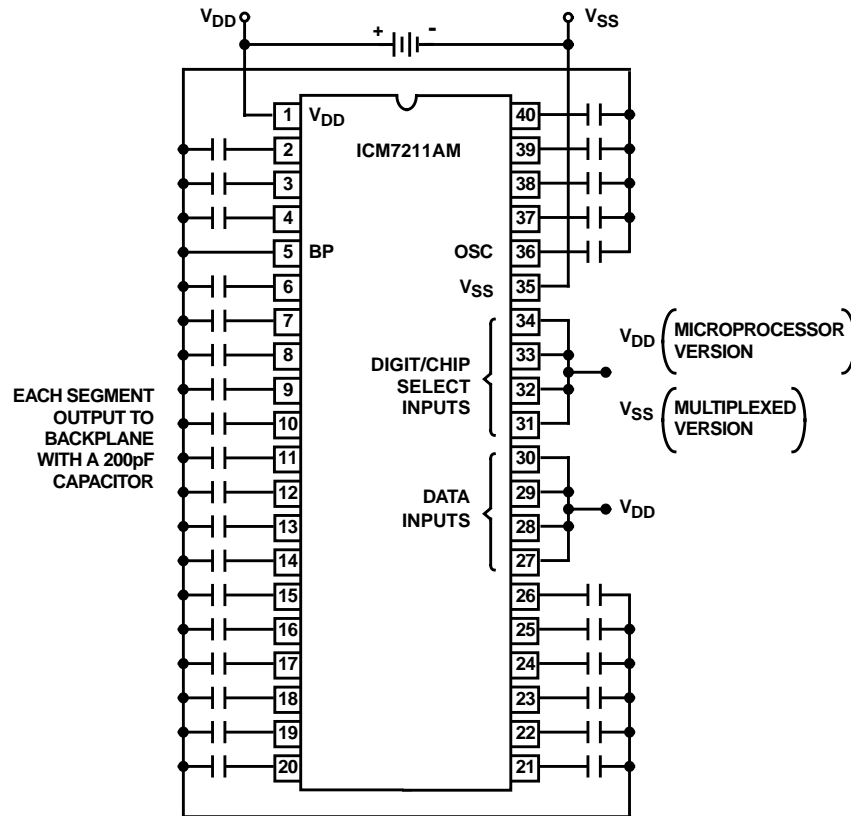 VDD
+ -
VSS
1 VDD
40
ICM7211AM
2
39
3
38
4
37
5 BP
OSC 36
6
VSS 35
7
34
8
33
9
32
10
31
DIGIT/CHIP
SELECT
INPUTS
VDD (MICROPROCESSOR
VERSION)
VSS (MULTIPLEXED
VERSION)
EACH SEGMENT
OUTPUT TO
BACKPLANE
WITH A 200pF
CAPACITOR
11
30
12
29
13
28
14
27
DATA
INPUTS
VDD
15
26
16
25
17
24
18
23
19
22
20
21